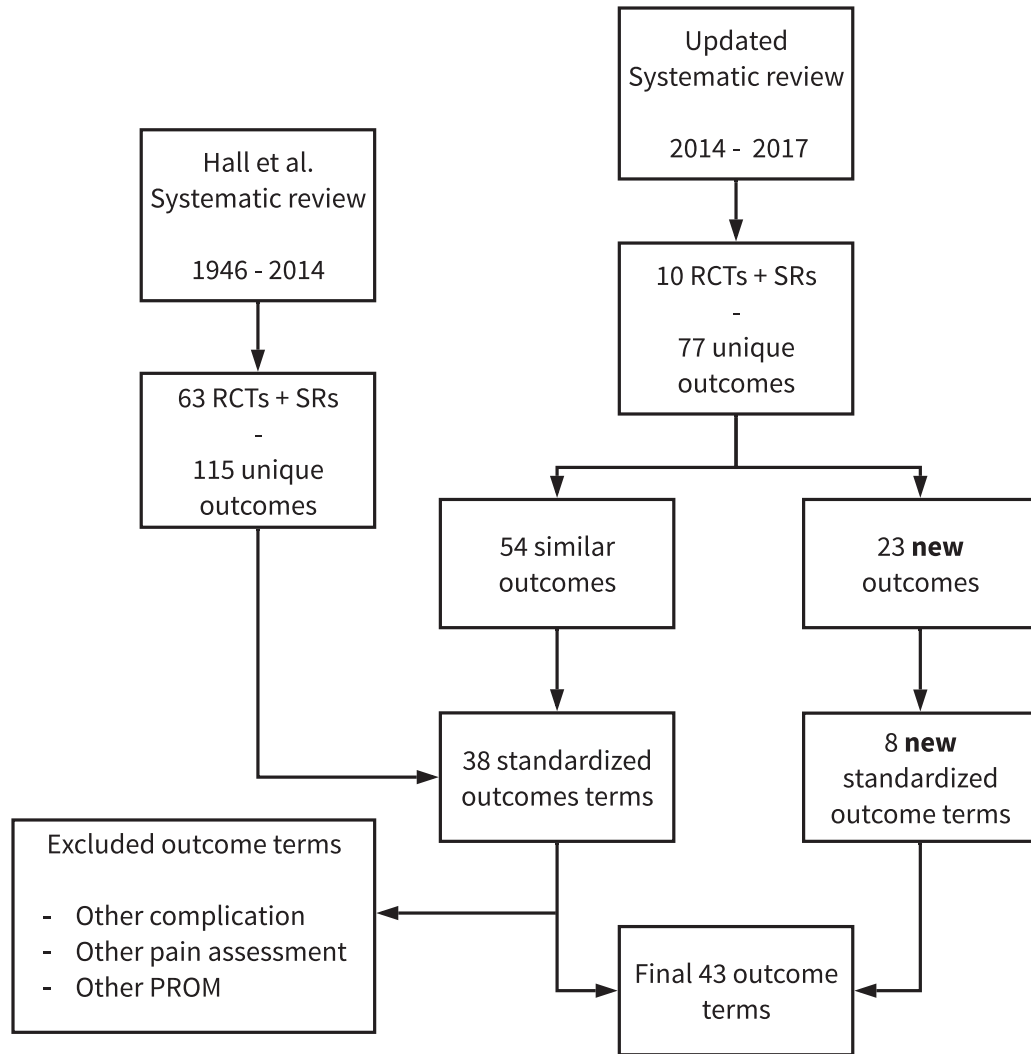 Updated
Systematic review
2014 - 2017
Hall et al.
Systematic review
1946 - 2014
10 RCTs + SRs
-
77 unique
outcomes
63 RCTs + SRs
-
115 unique
outcomes
54 similar
outcomes
23 new
outcomes
38 standardized
outcomes terms
8 new
standardized
outcome terms
Excluded outcome terms
- Other complication
- Other pain assessment
- Other PROM
Final 43 outcome
terms